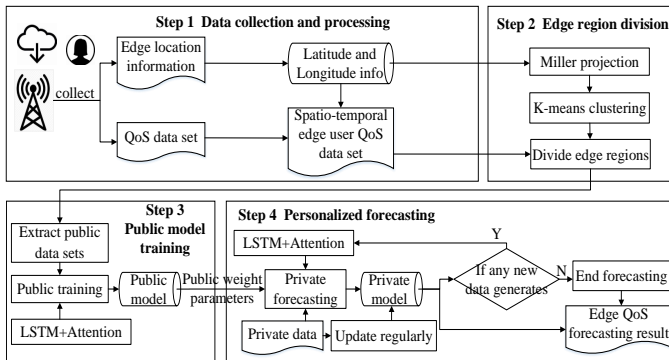 Step 1 Data collection and processing
collect
Edge location
information
QoS data set
Latitude and
Longitude info
Spatio-temporal
edge user QoS
data set
Step 2 Edge region division
Miller projection
K-means clustering
Divide edge regions
Step 3
Public model
training
Extract public
data sets
Public training
LSTM+Attention
Public
model
Public weight
parameters
Step 4 Personalized forecasting
LSTM+Attention
Private
forecasting
Private data
Private
model
Update regularly
Y
If any new
data generates
N
End forecasting
Edge QoS
forecasting result